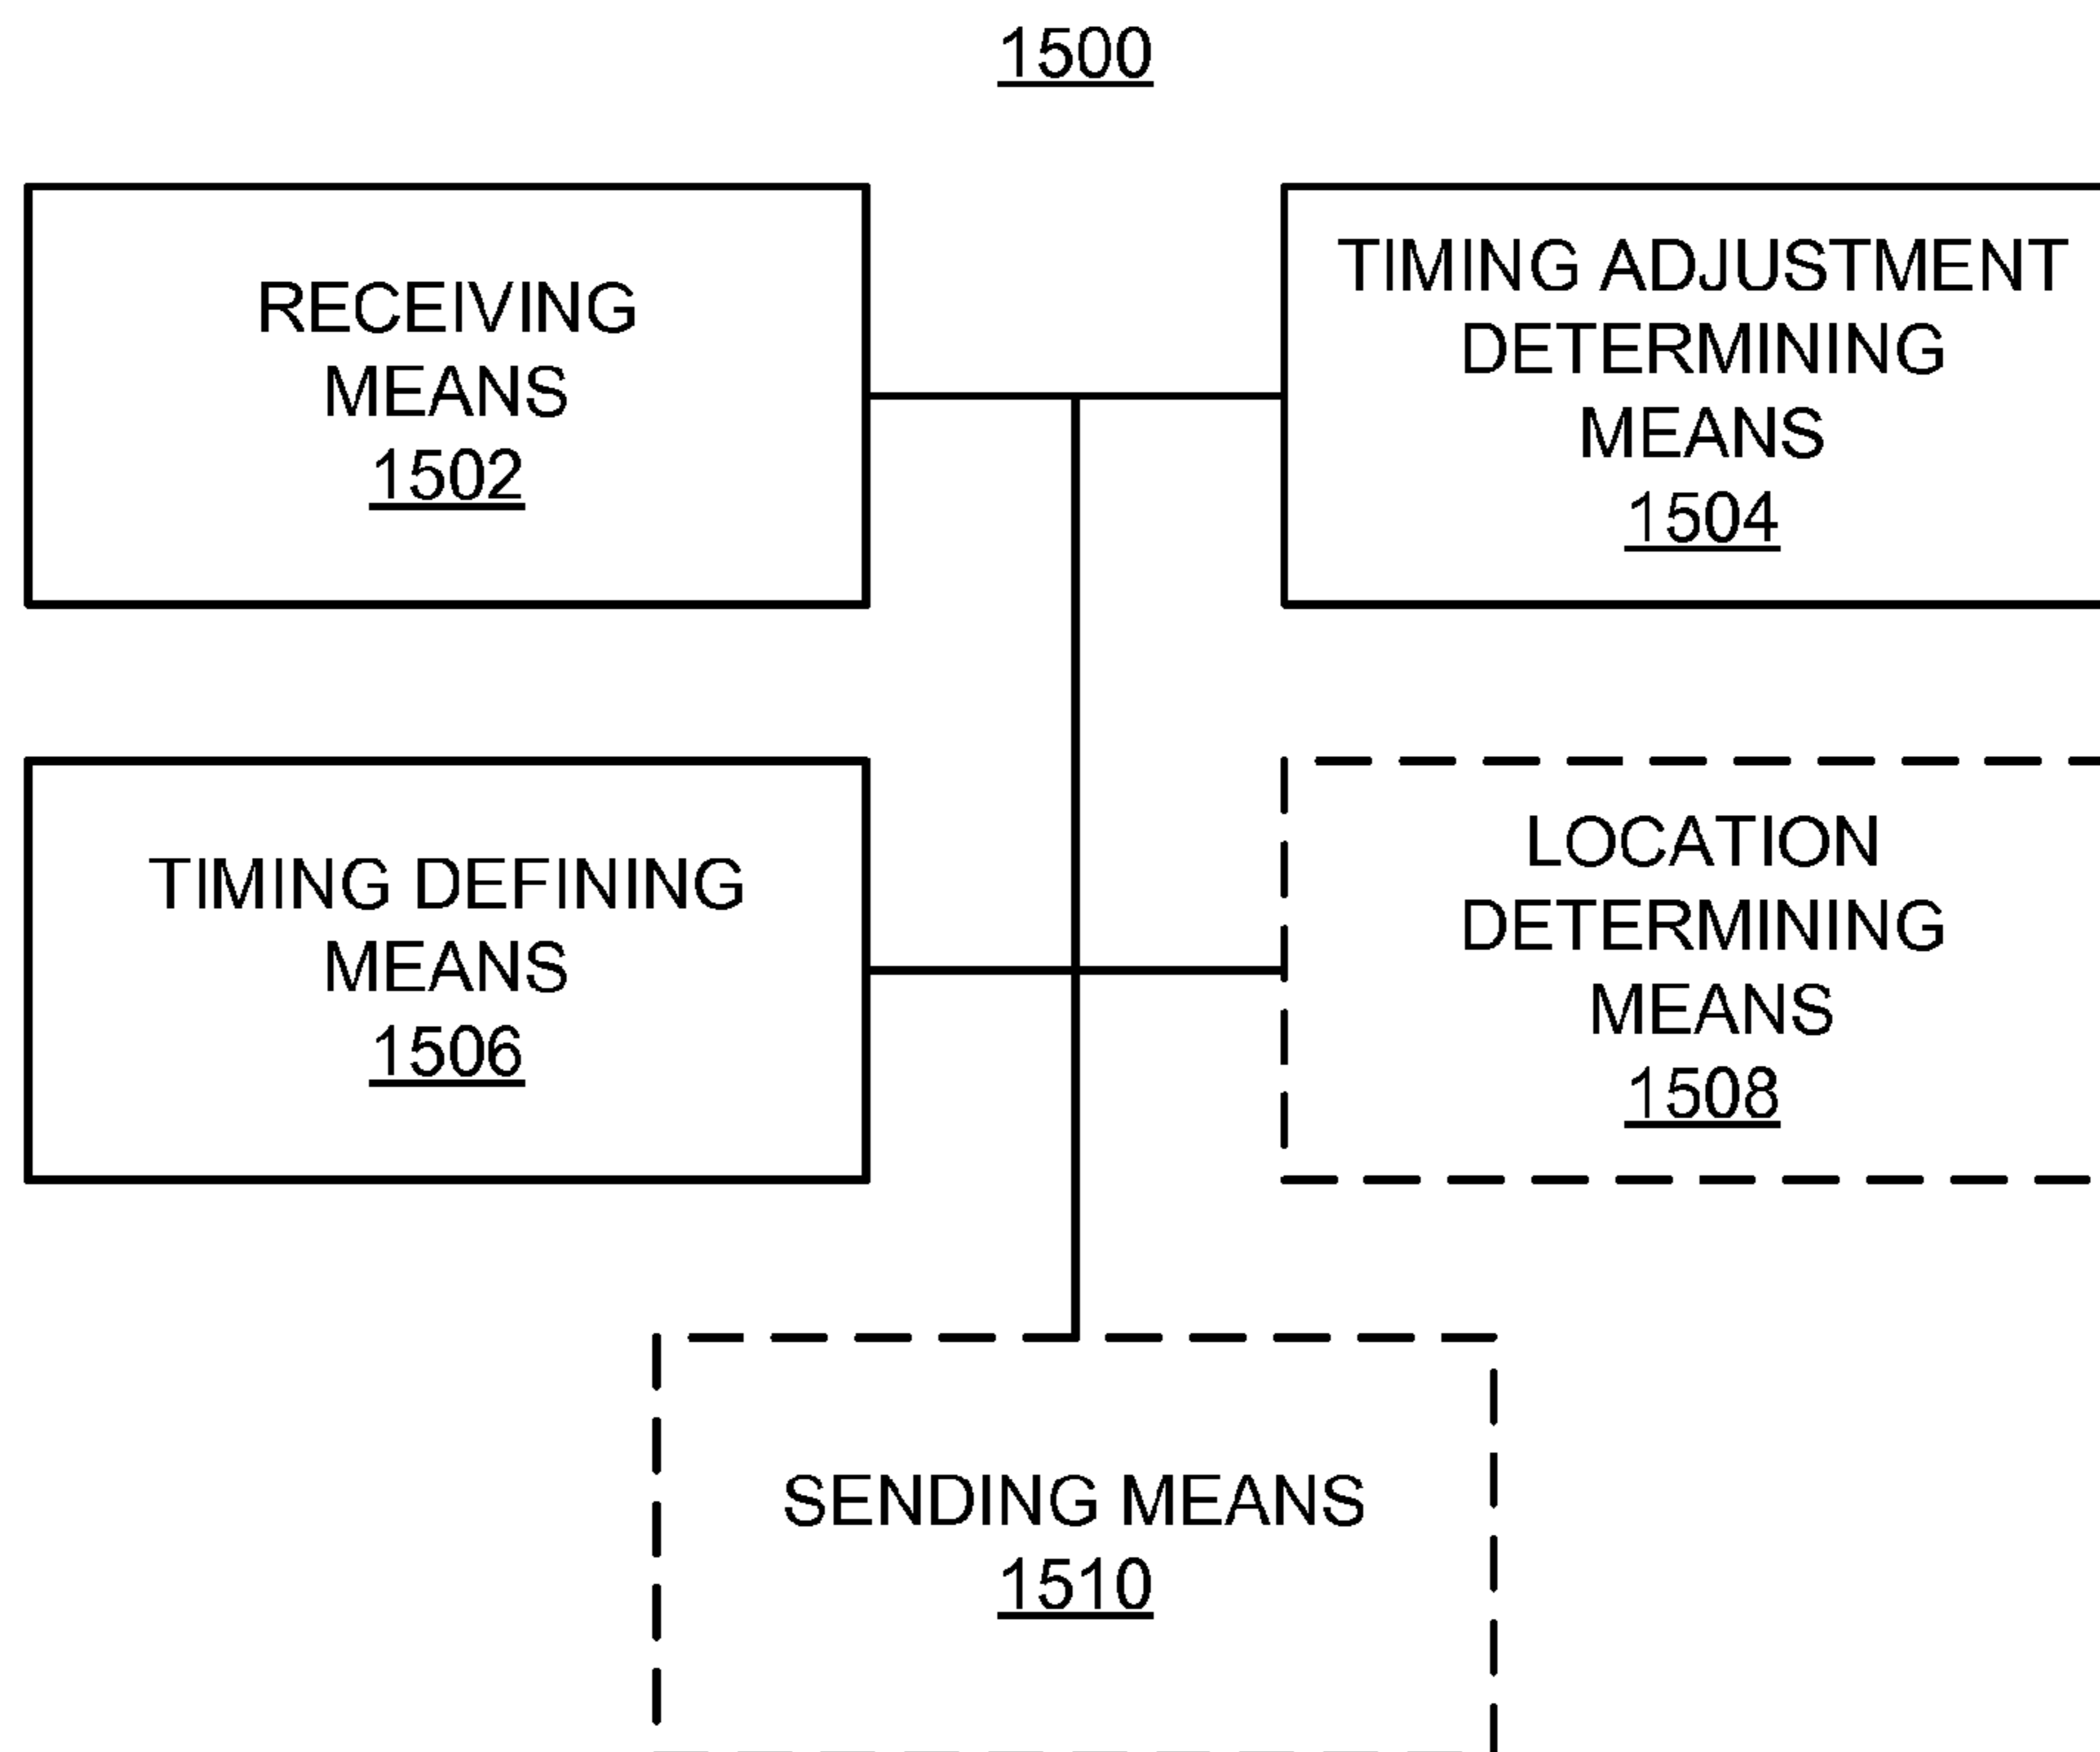 1500
RECEIVING
MEANS
1502
TIMING ADJUSTMENT
DETERMINING
MEANS
1504
TIMING DEFINING
MEANS
1506
LOCATION
DETERMINING
MEANS
1508
SENDING MEANS
1510